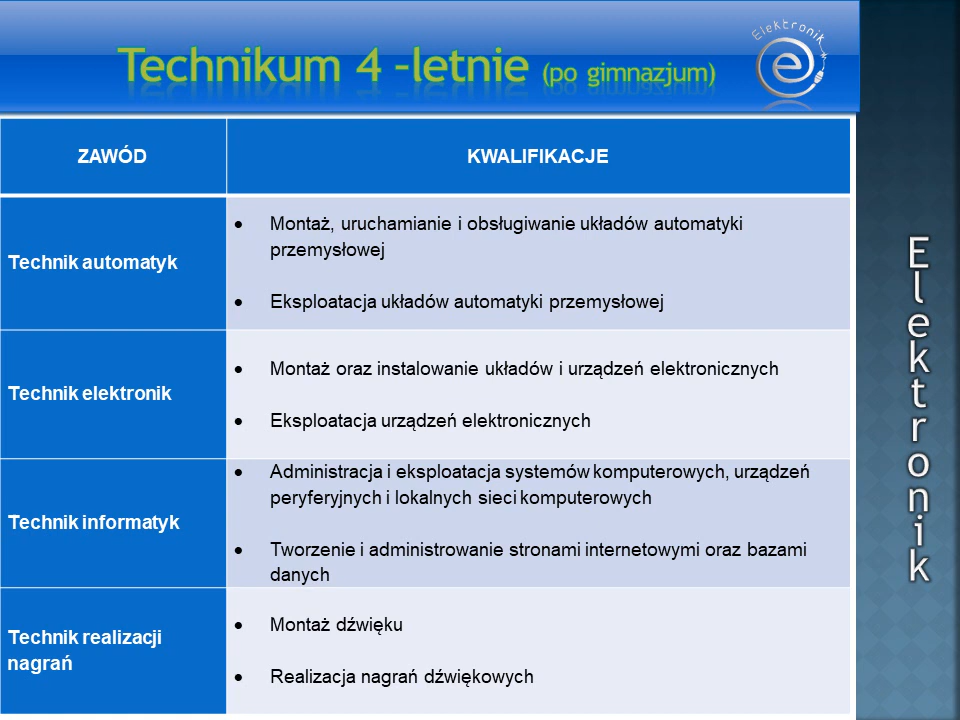 Technikum 4 –letnie (po gimnazjum)
Elektronik
e
ZAWÓD
KWALIFIKACJE
Technik automatyk
• Montaż, uruchamianie i obsługiwanie układów automatyki
przemysłowej
• Eksploatacja układów automatyki przemysłowej
Technik elektronik
• Montaż oraz instalowanie układów i urządzeń elektronicznych
• Eksploatacja urządzeń elektronicznych
Technik informatyk
• Administracja i eksploatacja systemów komputerowych, urządzeń
peryferyjnych i lokalnych sieci komputerowych
• Tworzenie i administrowanie stronami internetowymi oraz bazami
danych
Technik realizacji
nagrań
• Montaż dźwięku
• Realizacja nagrań dźwiękowych
Elektronik